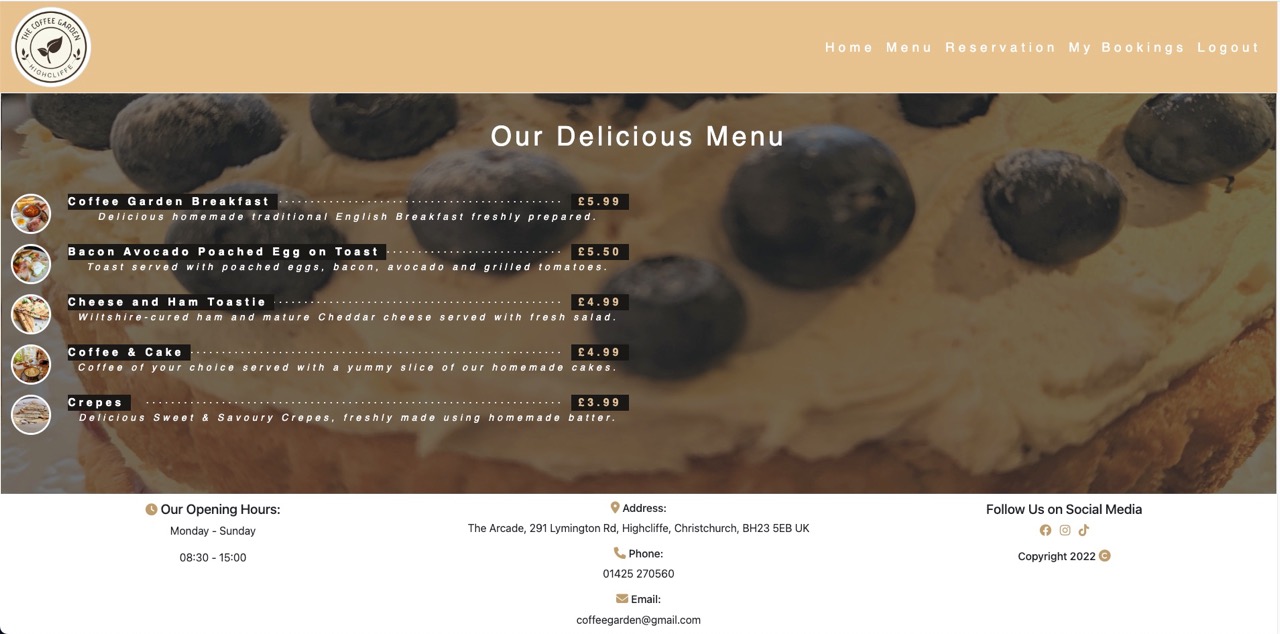 THE COFFEE GARDEN
HIGHCLIFFE
Home Menu Reservation My Bookings Logout
Our Delicious Menu
Coffee Garden Breakfast £5.99
Delicious homemade traditional English Breakfast freshly prepared.
Bacon Avocado Poached Egg on Toast £5.50
Toast served with poached eggs, bacon, avocado and grilled tomatoes.
Cheese and Ham Toastie £4.99
Wiltshire-cured ham and mature Cheddar cheese served with fresh salad.
Coffee & Cake £4.99
Coffee of your choice served with a yummy slice of our homemade cakes.
Crepes £3.99
Delicious Sweet & Savoury Crepes, freshly made using homemade batter.
Our Opening Hours:
Monday - Sunday
08:30 - 15:00
Address:
The Arcade, 291 Lymington Rd, Highcliffe, Christchurch, BH23 5EB UK
Phone:
01425 270560
Email:
coffeegarden@gmail.com
Follow Us on Social Media
Copyright 2022 ©